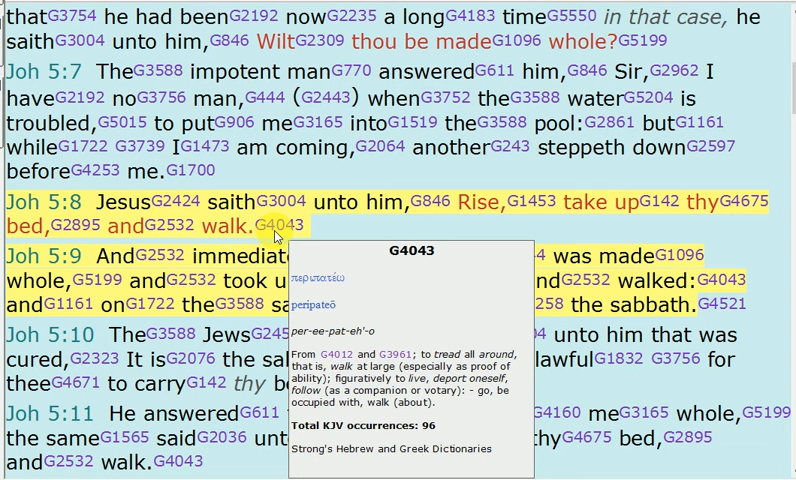 thatG3754 he had beenG2192 nowG2235 a longG4183 timeG5550 in that case, he
saithG3004 unto him,G846 WiltG2309 thou be madeG1096 whole?G5199
Joh 5:7 TheG3588 impotent manG770 answeredG611 him,G846 Sir,G2962 I
haveG2192 noG3756 man,G444 (G2443) whenG3752 theG3588 waterG5204 is
troubled,G5015 to putG906 meG3165 intoG1519 theG3588 pool:G2861 butG1161
whileG1722 G3739 IG1473 am coming,G2064 anotherG243 steppeth downG2597
beforeG4253 me.G1700
Joh 5:8 JesusG2424 saithG3004 unto him,G846 Rise,G1453 take upG142 thyG4675
bed,G2895 andG2532 walk.G4043
Joh 5:9 AndG2532 was madeG1096
whole,G5199 andG2532 took G2532 walked:G4043
andG1161 onG1722 theG3588 the sabbath.G4521
Joh 5:10 TheG3588 JewsG245 unto him that was
cured,G2323 It isG2076 the G1832 G3756 for
theeG4671 to carryG142 thy
Joh 5:11 He answeredG611 G4160 meG3165 whole,G5199
the sameG1565 saidG2036 thyG4675 bed,G2895
andG2532 walk.G4043
G4043
περιπατέω
peripateō
per-ee-pat-eh'-o
From G4012 and G3961; to tread all around,
that is, walk at large (especially as proof of
ability); figuratively to live, deport oneself,
follow (as a companion or votary): - go, be
occupied with, walk (about).
Total KJV occurrences: 96
Strong's Hebrew and Greek Dictionaries